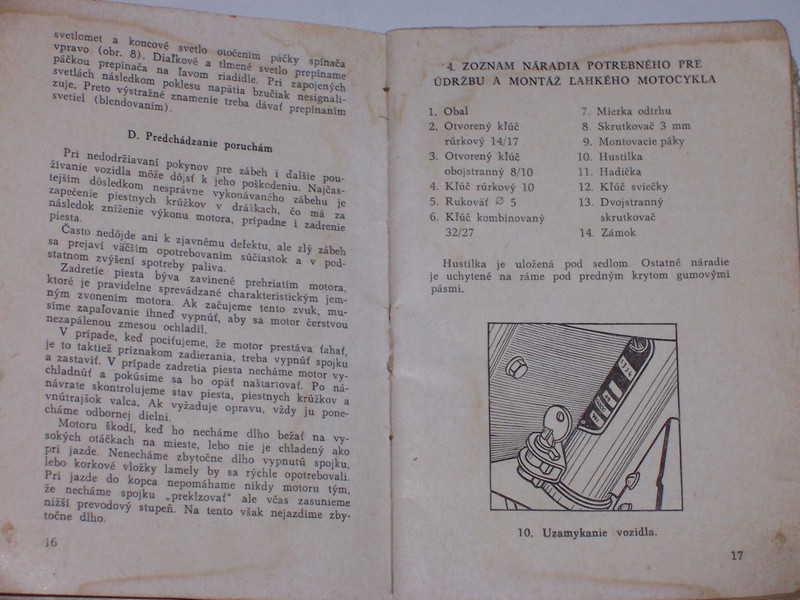 svetlomet a koncové svetlo otočením páčky spínača
vpravo (obr. 8). Diaľkové a tlmené svetlo prepíname
páčkou prepínača na ľavom riadidle. Pri zapojených
svetlách následkom poklesu napätia bzučiak nesignali-
zuje. Preto výstražné znamenie treba dávať prepínaním
svetiel (blendovaním).
D. Predchádzanie poruchám
Pri nedodržiavaní pokynov pre zábeh i ďalšie pou-
žívanie vozidla môže dôjsť k jeho poškodeniu. Najčas-
tejším dôsledkom nesprávne vykonávaného zábehu je
zapečenie piestnych krúžkov v drážkach, čo má za
následok zníženie výkonu motora, prípadne i zadrenie
piesta.
Často nedôjde ani k zjavnému defektu, ale zlý zábeh
sa prejaví väčším opotrebovaním súčiastok a v pod-
statnom zvýšení spotreby paliva.
Zadretie piesta býva zavinené prehriatím motora,
ktoré je pravidelne sprevádzané charakteristickým jem-
ným zvonením motora. Ak začujeme tento zvuk, mu-
síme zapaľovanie ihneď vypnúť, aby sa motor čerstvou
nezapálenou zmesou ochladil.
V prípade, keď pociťujeme, že motor prestáva ťahať,
je to taktiež príznakom zadierania, treba vypnúť spojku
a zastaviť. V prípade zadretia piesta necháme motor vy-
chladnúť a pokúsime sa ho opäť naštartovať. Po ná-
návrate skontrolujeme stav piesta, piestnych krúžkov a
vnútrajšok valca. Ak vyžaduje opravu, vždy ju pone-
cháme odbornej dielni.
Motoru škodí, keď ho necháme dlho bežať na vy-
sokých otáčkach na mieste, lebo nie je chladený ako
pri jazde. Nenecháme zbytočne dlho vypnutú spojku,
lebo korkové vložky lamely by sa rýchle opotrebovali.
Pri jazde do kopca nepomáhame nikdy motoru tým,
že necháme spojku „preklzovať" ale včas zasunieme
nižší prevodový stupeň. Na tento však nejazdíme zby-
točne dlho.
16
4. ZOZNAM NÁRADIA POTREBNÉHO PRE
ÚDRŽBU A MONTÁŽ ĽAHKÉHO MOTOCYKLA
1. Obal
2. Otvorený kľúč
rúrkový 14/17
3. Otvorený kľúč
obojstranný 8/10
4. Kľúč rúrkový 10
5. Rukoväť ∅ 5
6. Kľúč kombinovaný
32/27
7. Mierka odtrhu
8. Skrutkovač 3 mm
9. Montovacie páky
10. Hustilka
11. Hadička
12. Kľúč sviečky
13. Dvojstranný
skrutkovač
14. Zámok
Hustilka je uložená pod sedlom. Ostatné náradie
je uchytené na ráme pod predným krytom gumovými
pásmi.
10. Uzamykanie vozidla.
17